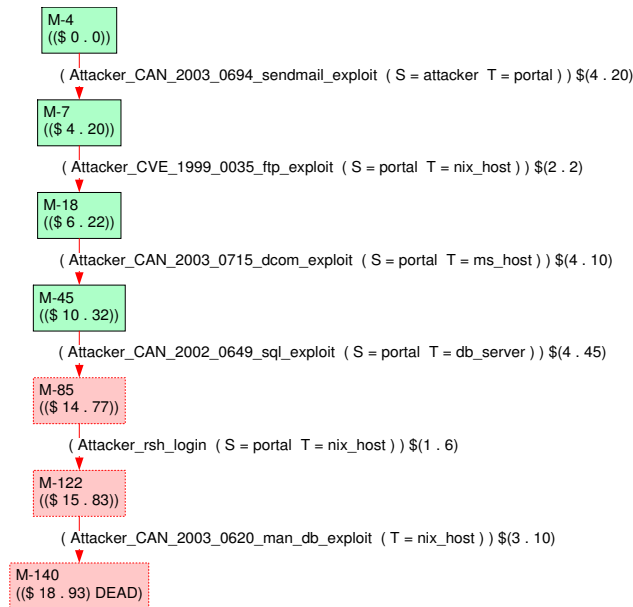 M-4
(($ 0 . 0))
( Attacker_CAN_2003_0694_sendmail_exploit ( S = attacker T = portal ) ) $(4 . 20)
M-7
(($ 4 . 20))
( Attacker_CVE_1999_0035_ftp_exploit ( S = portal T = nix_host ) ) $(2 . 2)
M-18
(($ 6 . 22))
( Attacker_CAN_2003_0715_dcom_exploit ( S = portal T = ms_host ) ) $(4 . 10)
M-45
(($ 10 . 32))
( Attacker_CAN_2002_0649_sql_exploit ( S = portal T = db_server ) ) $(4 . 45)
M-85
(($ 14 . 77))
( Attacker_rsh_login ( S = portal T = nix_host ) ) $(1 . 6)
M-122
(($ 15 . 83))
( Attacker_CAN_2003_0620_man_db_exploit ( T = nix_host ) ) $(3 . 10)
M-140
(($ 18 . 93) DEAD)